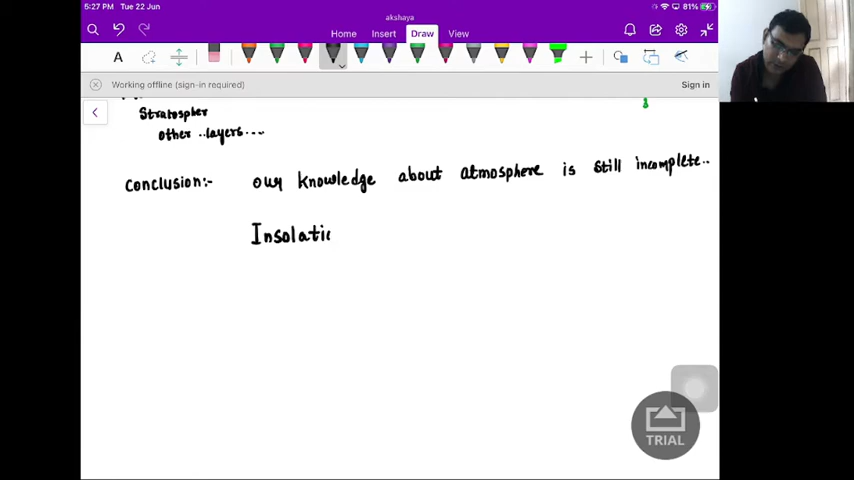 akshaya
5:27 PM Tue 22 Jun
81%
Home Insert Draw View
A
Working offline (sign-in required)
Sign in
Stratospher
other ..layers....
Conclusion:- our knowledge about atmosphere is still incomplete..
Insolatic
TRIAL